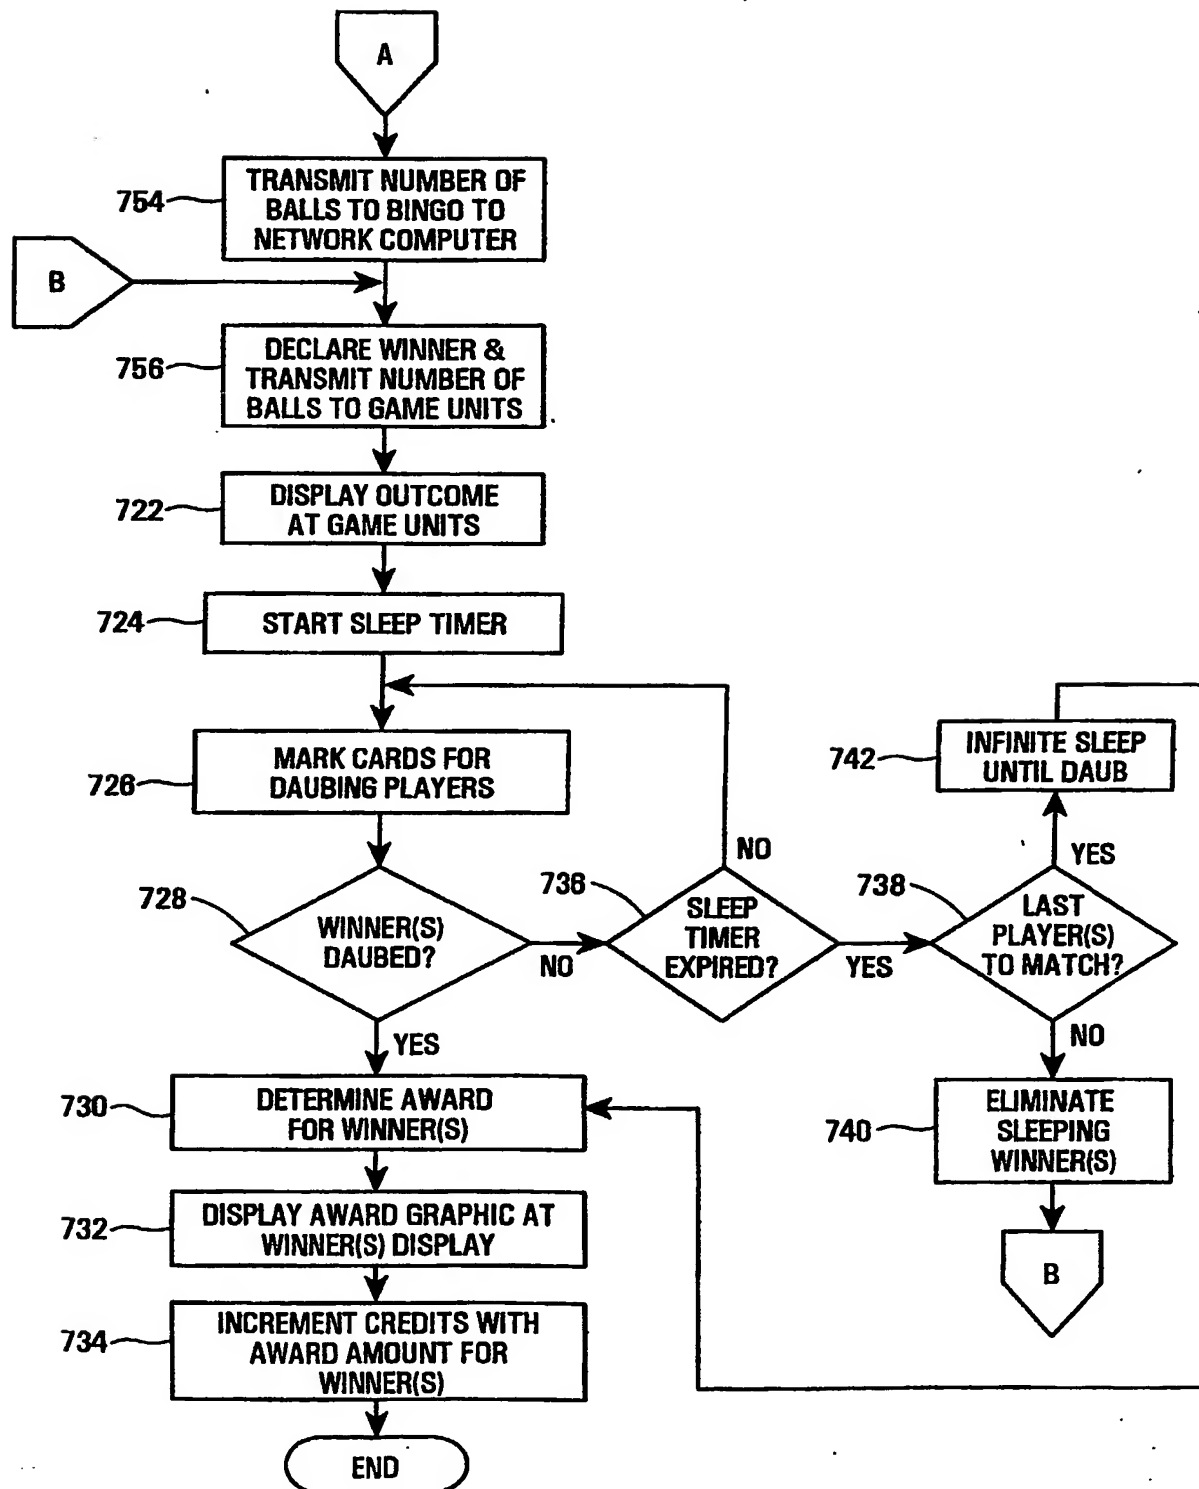 A
754
TRANSMIT NUMBER OF
BALLS TO BINGO TO
NETWORK COMPUTER
B
756
DECLARE WINNER &
TRANSMIT NUMBER OF
BALLS TO GAME UNITS
722
DISPLAY OUTCOME
AT GAME UNITS
724
START SLEEP TIMER
726
MARK CARDS FOR
DAUBING PLAYERS
742
INFINITE SLEEP
UNTIL DAUB
728
WINNER(S)
DAUBED?
NO
YES
736
SLEEP
TIMER
EXPIRED?
NO
YES
738
LAST
PLAYER(S)
TO MATCH?
YES
NO
730
DETERMINE AWARD
FOR WINNER(S)
740
ELIMINATE
SLEEPING
WINNER(S)
732
DISPLAY AWARD GRAPHIC AT
WINNER(S) DISPLAY
B
734
INCREMENT CREDITS WITH
AWARD AMOUNT FOR
WINNER(S)
END